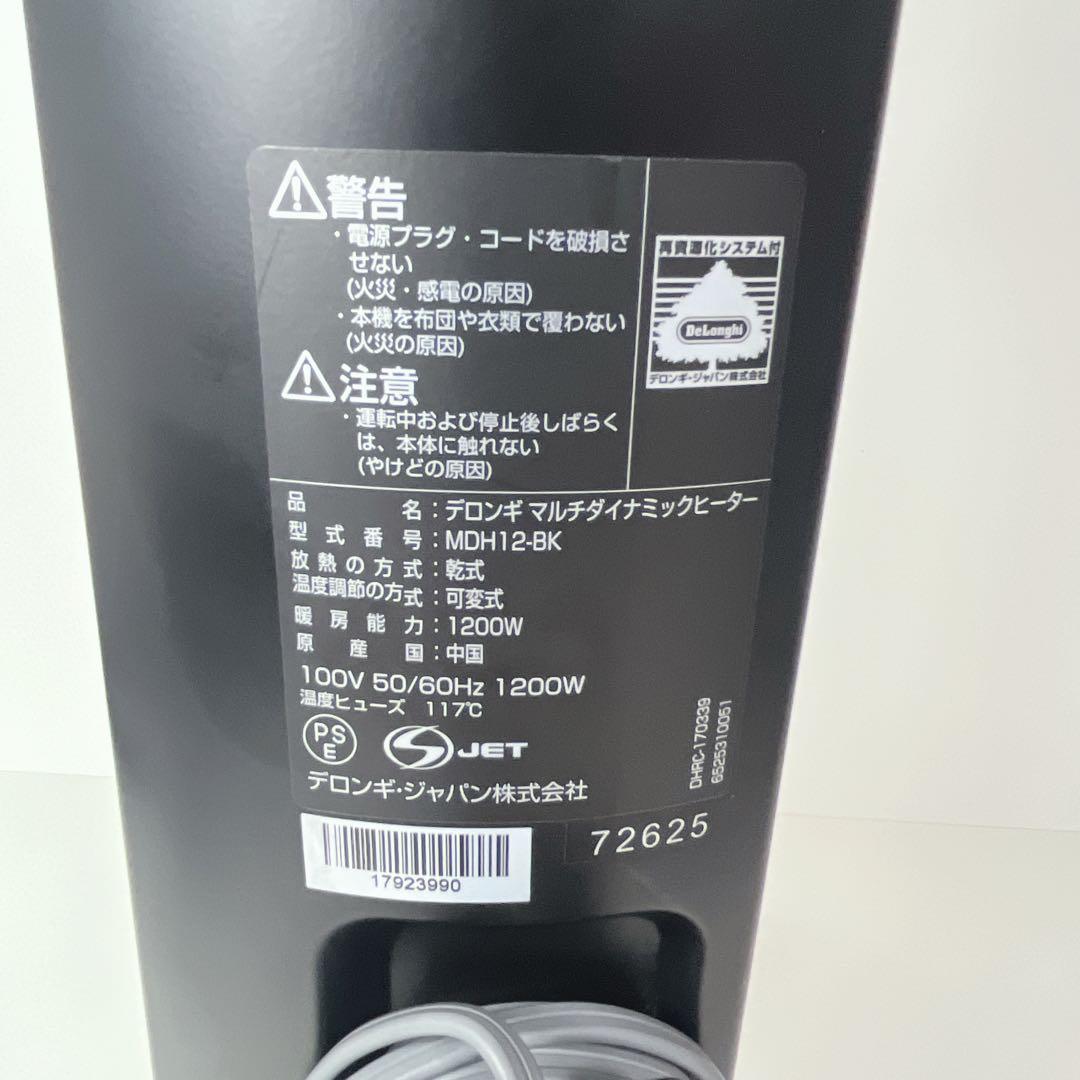 警告
・電源プラグ・コードを破損さ
せない
(火災・感電の原因)
・本機を布団や衣類で覆わない
(火災の原因)
注意
・運転中および停止後しばらく
は、本体に触れない
(やけどの原因)
再資源化システム付
DeLonghi
デロンギ・ジャパン株式会社
品名：デロンギ マルチダイナミックヒーター
型式番号：MDH12-BK
放熱の方式：乾式
温度調節の方式：可変式
暖房能力：1200W
原産国：中国
100V 50/60Hz 1200W
温度ヒューズ 117℃
PSE
S JET
デロンギ・ジャパン株式会社
DHRC-170339
6525310051
17923990
72625